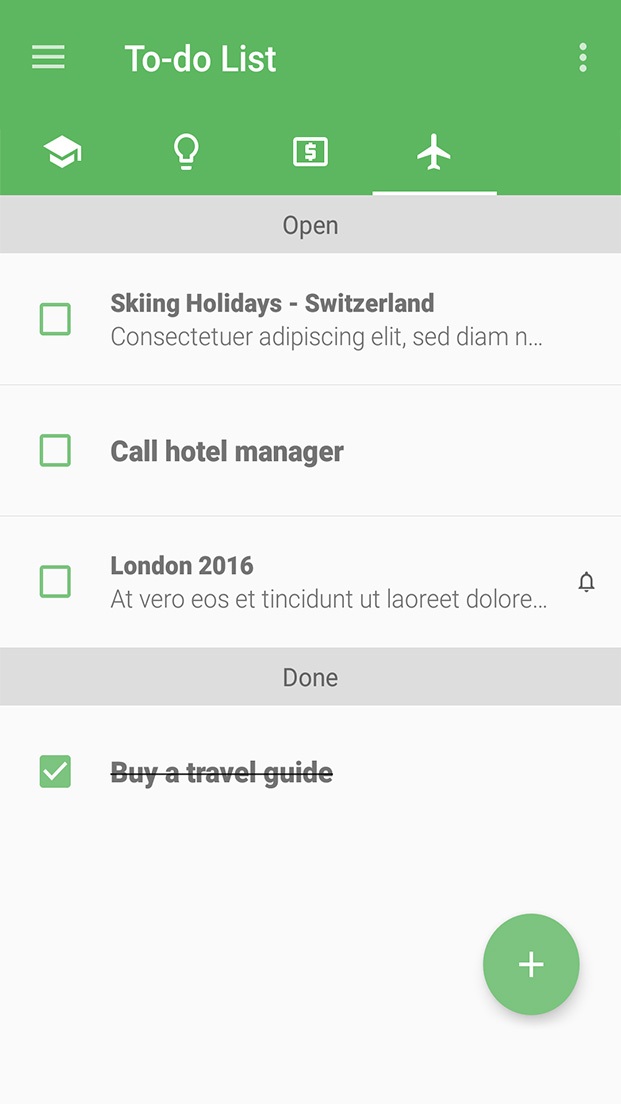 To-do List
Open
Skiing Holidays - Switzerland
Consectetuer adipiscing elit, sed diam n...
Call hotel manager
London 2016
At vero eos et tincidunt ut laoreet dolore...
Done
Buy a travel guide